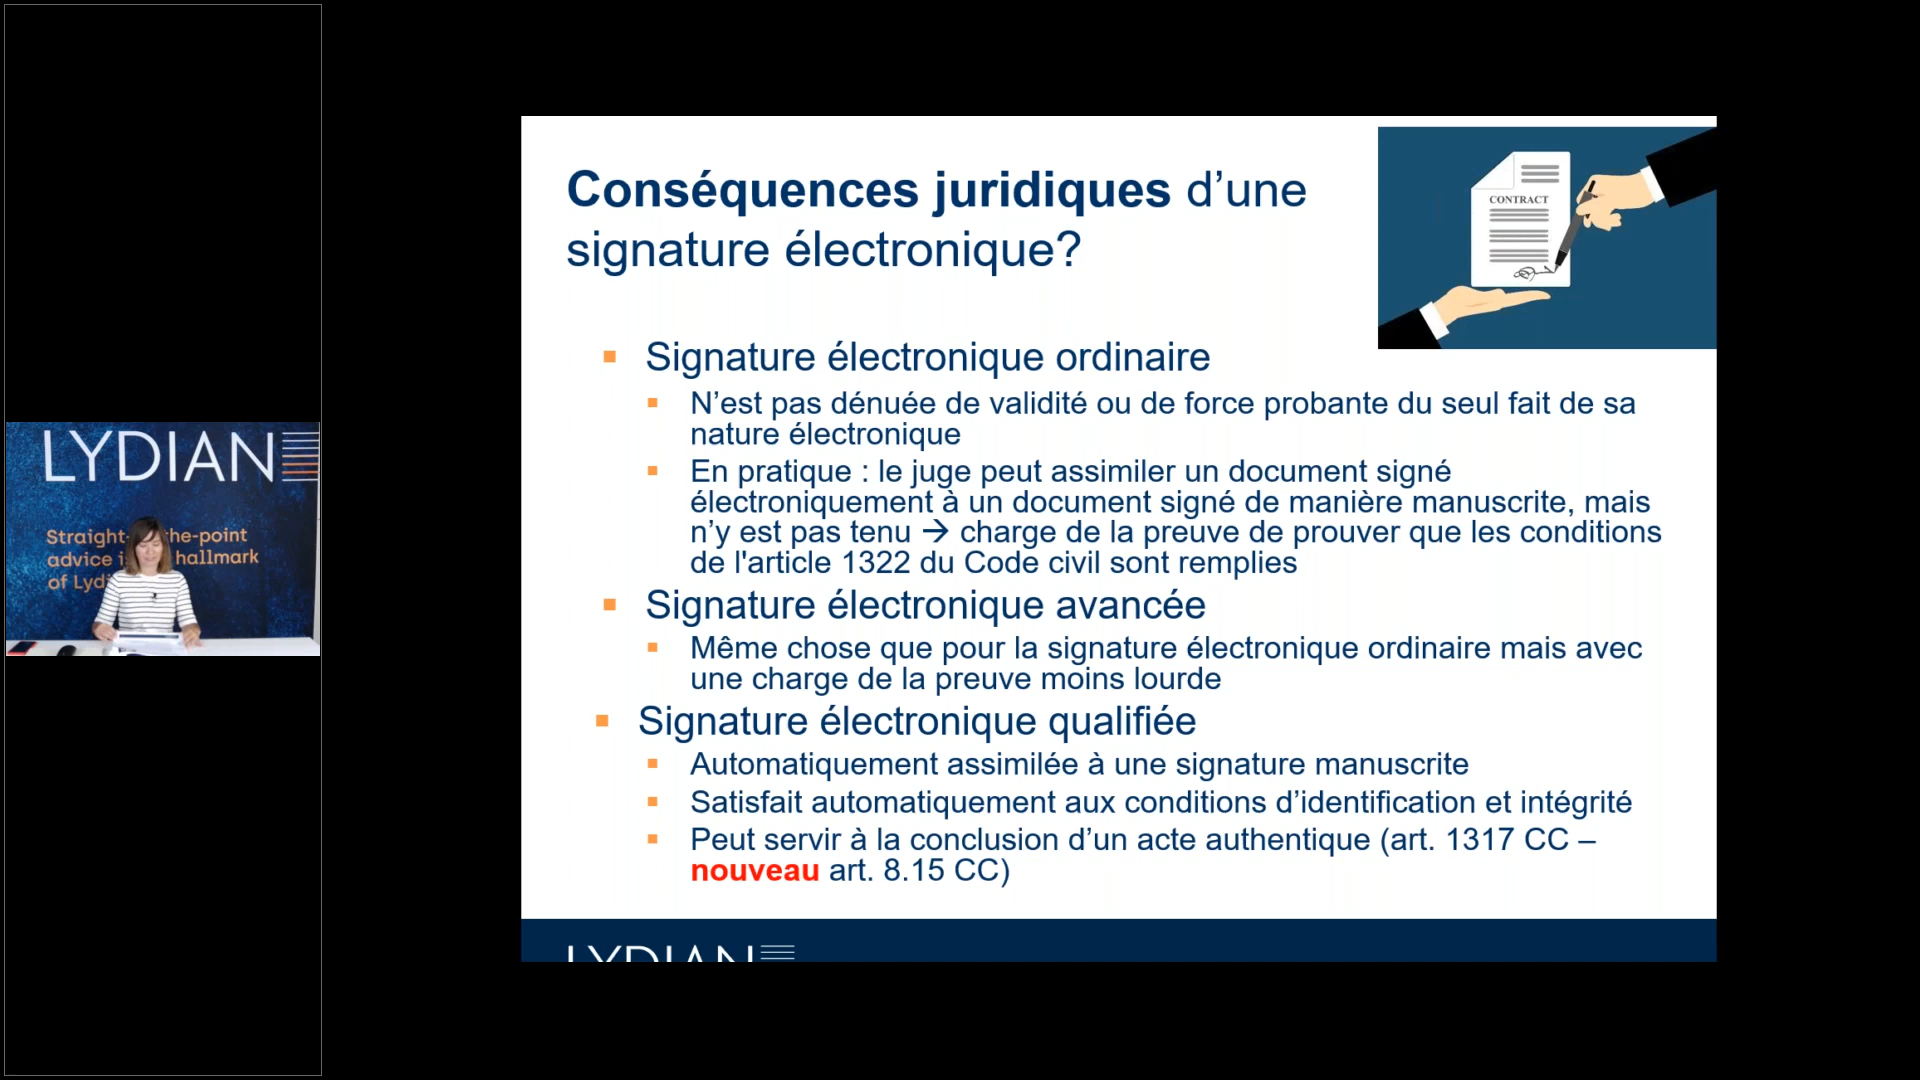 LYDIAN
Straight- he-point
advice i hallmark
of Lydi
Conséquences juridiques d’une
signature électronique?
CONTRACT
▪ Signature électronique ordinaire
▪ N’est pas dénuée de validité ou de force probante du seul fait de sa
nature électronique
▪ En pratique : le juge peut assimiler un document signé
électroniquement à un document signé de manière manuscrite, mais
n’y est pas tenu → charge de la preuve de prouver que les conditions
de l'article 1322 du Code civil sont remplies
▪ Signature électronique avancée
▪ Même chose que pour la signature électronique ordinaire mais avec
une charge de la preuve moins lourde
▪ Signature électronique qualifiée
▪ Automatiquement assimilée à une signature manuscrite
▪ Satisfait automatiquement aux conditions d’identification et intégrité
▪ Peut servir à la conclusion d’un acte authentique (art. 1317 CC –
nouveau art. 8.15 CC)
LYDIAN